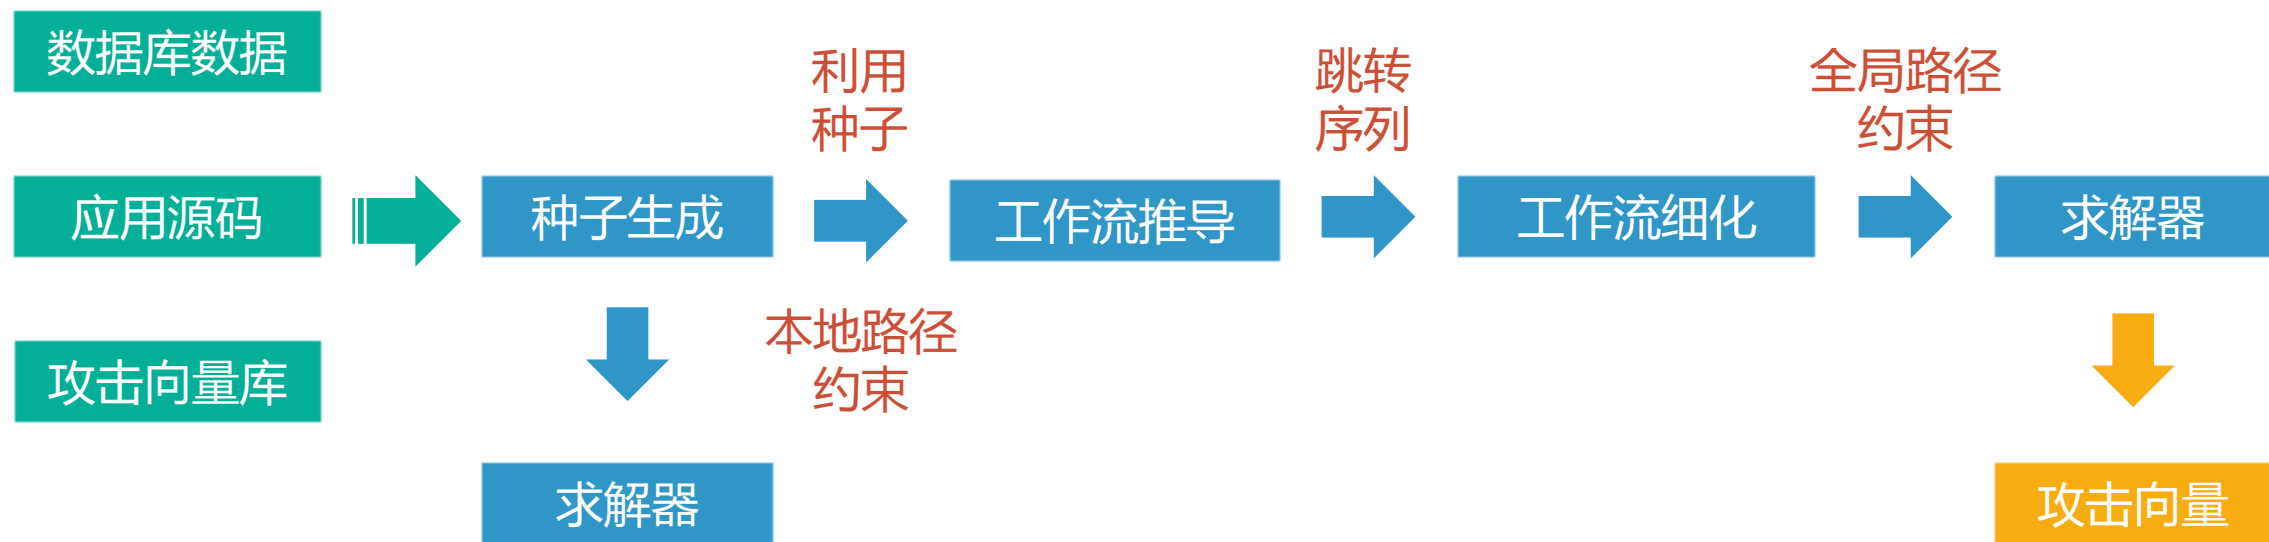 数据库数据
应用源码
攻击向量库
种子生成
求解器
利用
种子
本地路径
约束
工作流推导
跳转
序列
工作流细化
全局路径
约束
求解器
攻击向量